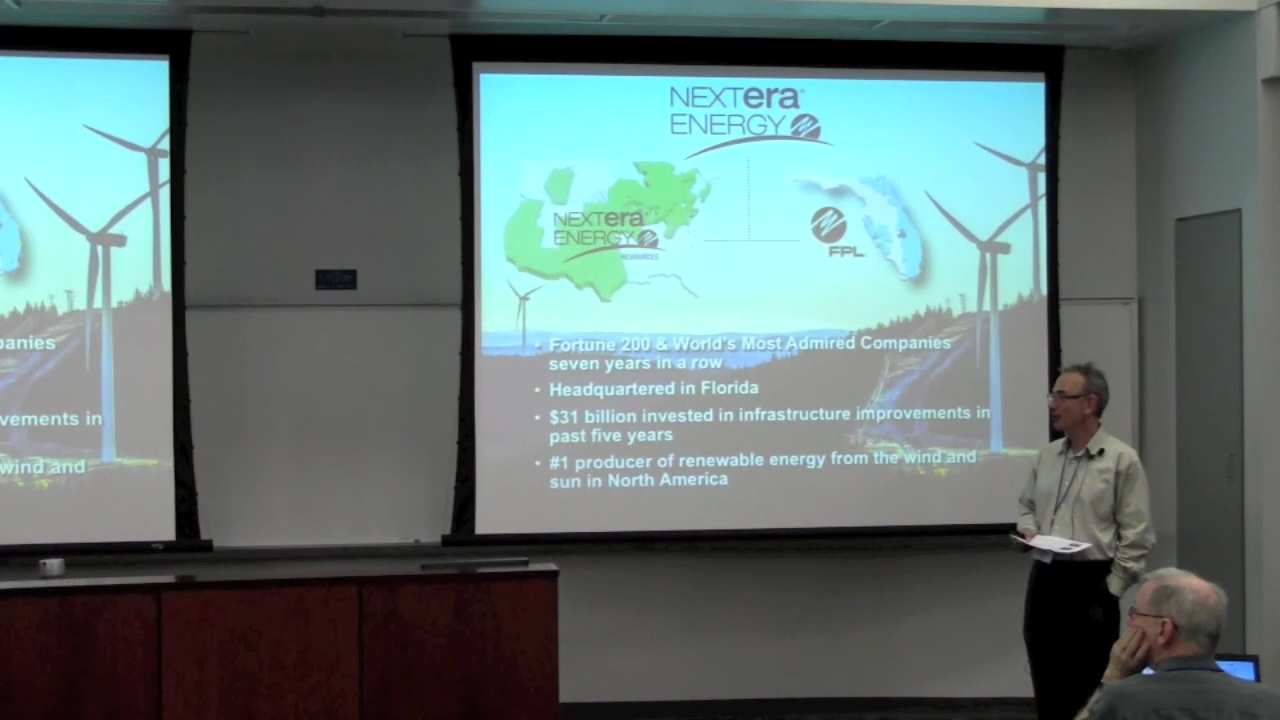 NEXTera®
ENERGY
NEXTera
ENERGY
RESOURCES
FPL
• Fortune 200 & World's Most Admired Companies
seven years in a row
• Headquartered in Florida
• $31 billion invested in infrastructure improvements in
past five years
• #1 producer of renewable energy from the wind and
sun in North America
panies
vements in
wind and